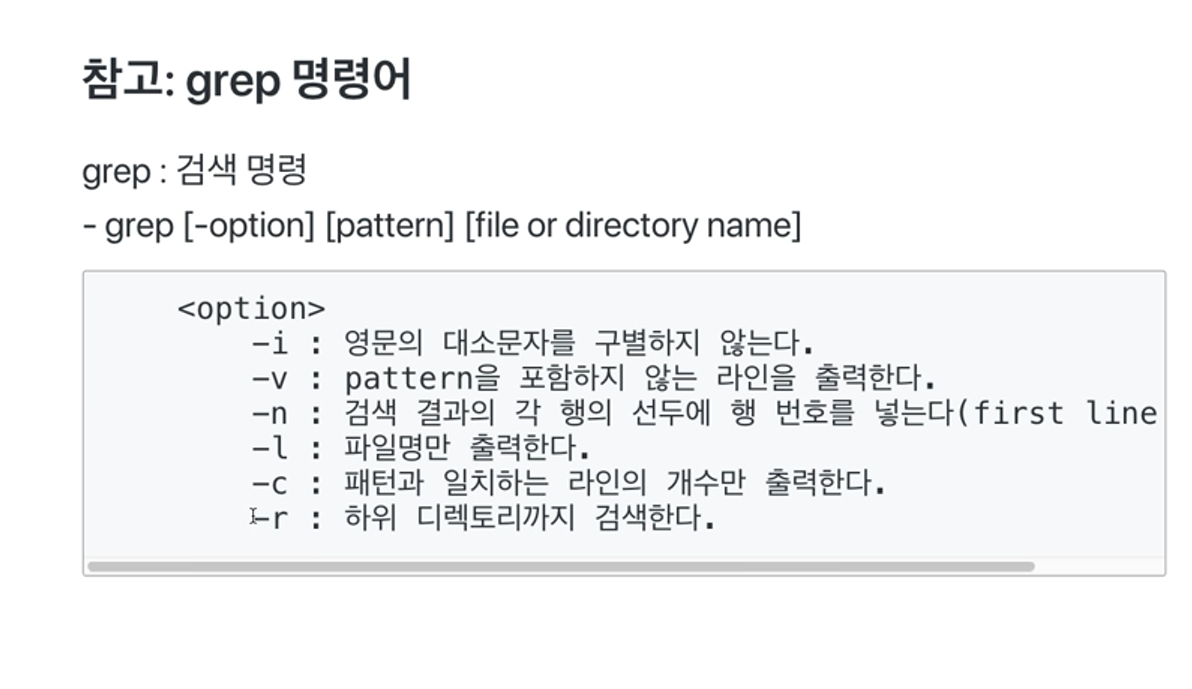 참고: grep 명령어
grep : 검색 명령
- grep [-option] [pattern] [file or directory name]
<option>
-i : 영문의 대소문자를 구별하지 않는다.
-v : pattern을 포함하지 않는 라인을 출력한다.
-n : 검색 결과의 각 행의 선두에 행 번호를 넣는다(first line
-l : 파일명만 출력한다.
-c : 패턴과 일치하는 라인의 개수만 출력한다.
-r : 하위 디렉토리까지 검색한다.